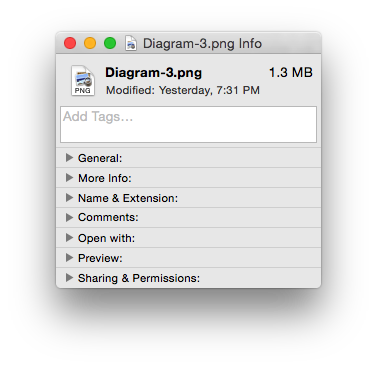 Diagram-3.png Info
Diagram-3.png 1.3 MB
Modified: Yesterday, 7:31 PM
PNG
Add Tags…
General:
More Info:
Name & Extension:
Comments:
Open with:
Preview:
Sharing & Permissions: